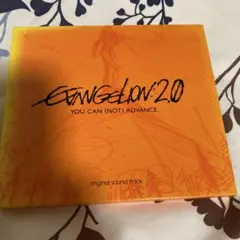 EVANGELION:2.0
YOU CAN (NOT) ADVANCE.
original sound track